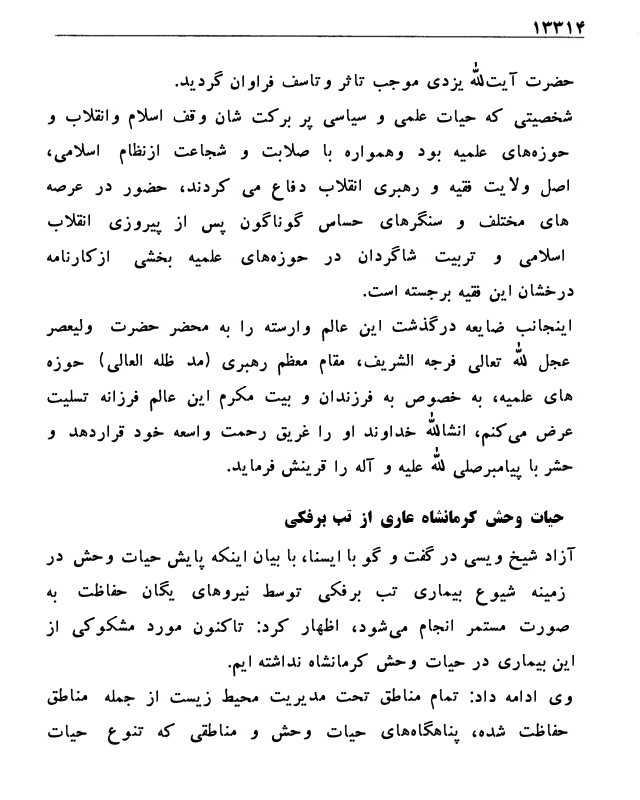 ۱۳۳۱۴
حضرت آیت‌الله یزدی موجب تاثر وتاسف فراوان گردید.
شخصیتی که حیات علمی و سیاسی پر برکت شان وقف اسلام وانقلاب و
حوزه‌های علمیه بود وهمواره با صلابت و شجاعت ازنظام اسلامی،
اصل ولایت فقیه و رهبری انقلاب دفاع می کردند، حضور در عرصه
های مختلف و سنگرهای حساس گوناگون پس از پیروزی انقلاب
اسلامی و تربیت شاگردان در حوزه‌های علمیه بخشی ازکارنامه
درخشان این فقیه برجسته است.
اینجانب ضایعه درگذشت این عالم وارسته را به محضر حضرت ولیعصر
عجل لله تعالی فرجه الشریف، مقام معظم رهبری (مد ظله العالی) حوزه
های علمیه، به خصوص به فرزندان و بیت مکرم این عالم فرزانه تسلیت
عرض می‌کنم، انشالله خداوند او را غریق رحمت واسعه خود قراردهد و
حشر با پیامبرصلی لله علیه و آله را قرینش فرماید.
حیات وحش کرمانشاه عاری از تب برفکی
آزاد شیخ ویسی در گفت و گو با ایسنا، با بیان اینکه پایش حیات وحش در
زمینه شیوع بیماری تب برفکی توسط نیروهای یگان حفاظت به
صورت مستمر انجام می‌شود، اظهار کرد: تاکنون مورد مشکوکی از
این بیماری در حیات وحش کرمانشاه نداشته ایم.
وی ادامه داد: تمام مناطق تحت مدیریت محیط زیست از جمله مناطق
حفاظت شده، پناهگاه‌های حیات وحش و مناطقی که تنوع حیات